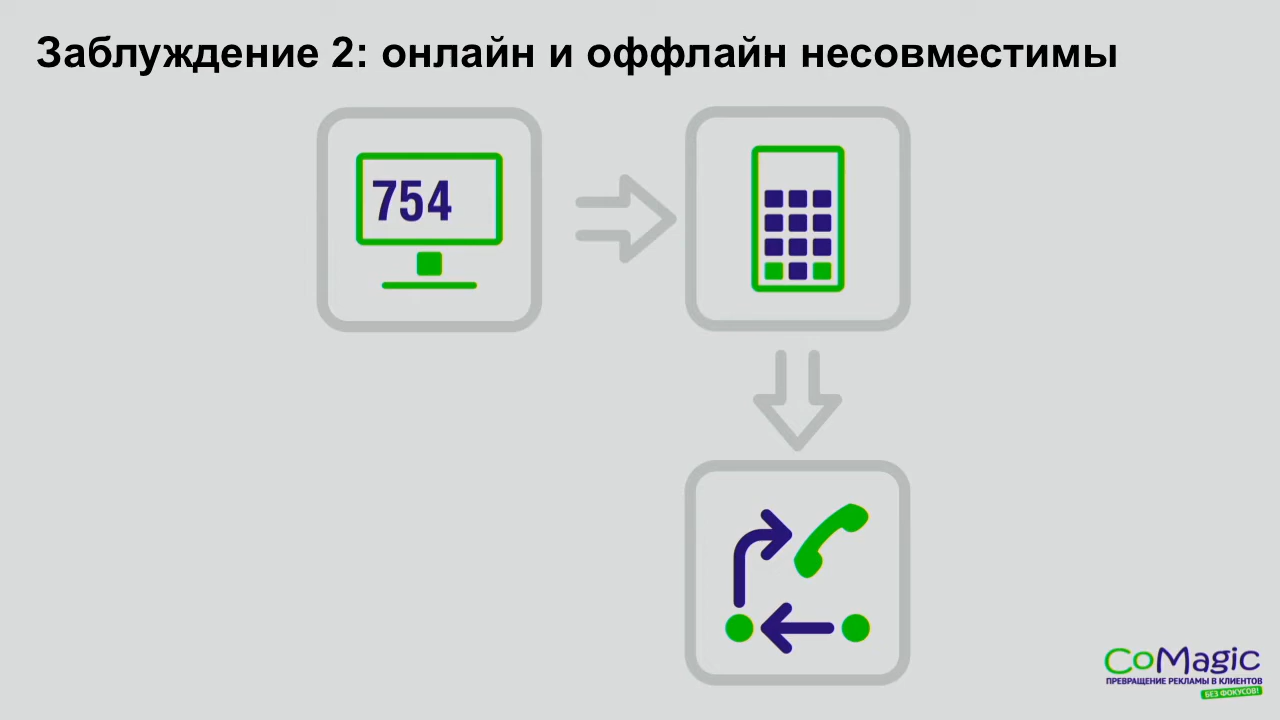 Заблуждение 2: онлайн и оффлайн несовместимы
754
CoMagic
ПРЕВРАЩЕНИЕ РЕКЛАМЫ В КЛИЕНТОВ
БЕЗ ФОКУСОВ!